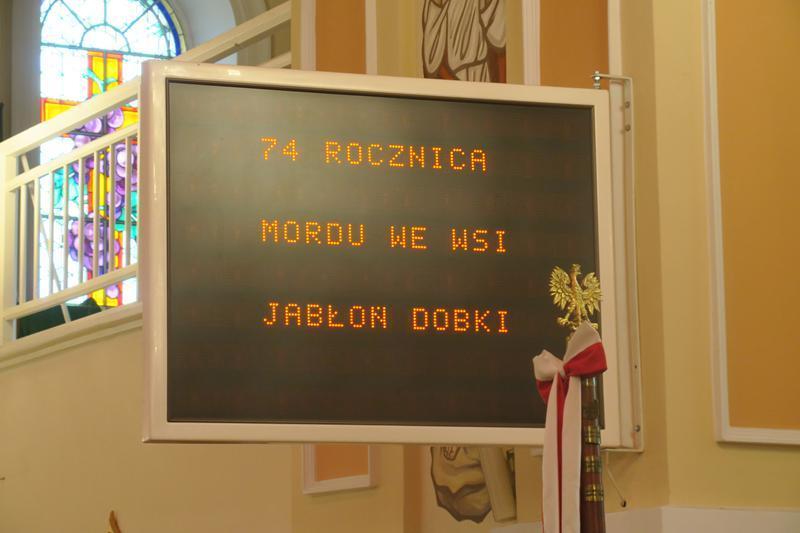 74 ROCZNICA
MORDU WE WSI
JABŁOŃ DOBKI